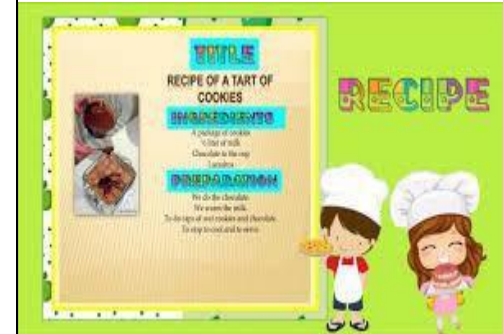 TITLE
RECIPE OF A TART OF
COOKIES
INGREDIENTS
A package of cookies
½ liter of milk
Chocolate in the cup
PREPARATION
We do the chocolate
We warm the milk
To do caps of wet cookies and chocolate
To stop to cool and to serve
RECIPE